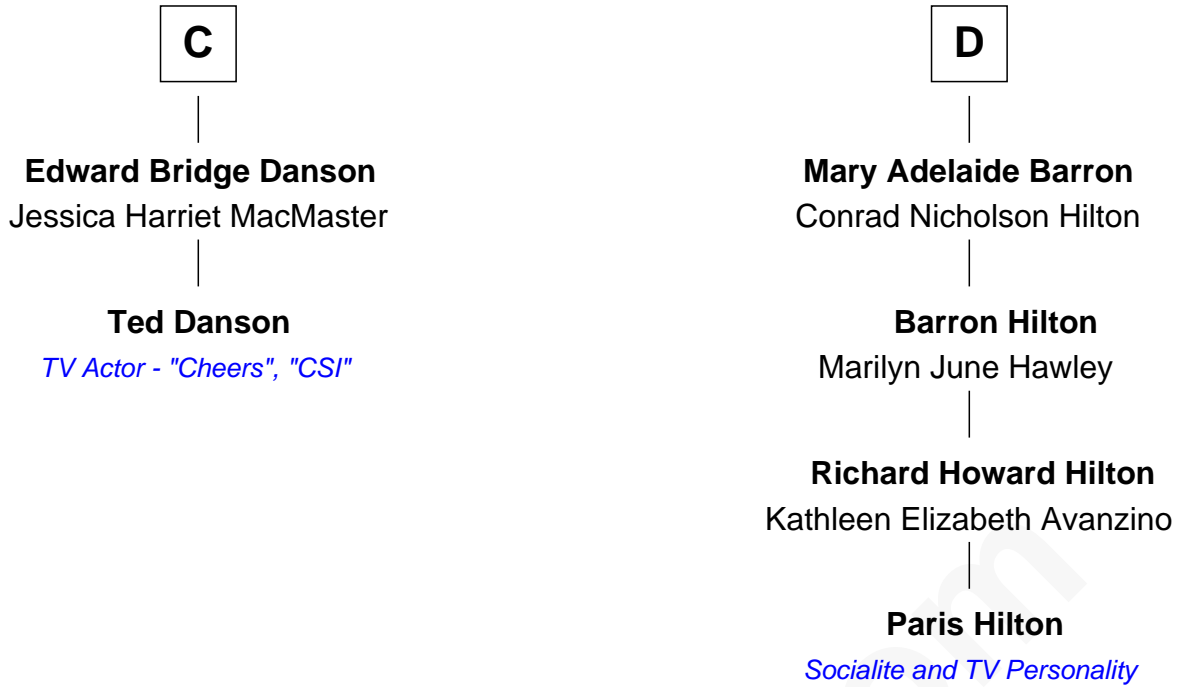 C
Edward Bridge Danson
Jessica Harriet MacMaster
Ted Danson
TV Actor - "Cheers", "CSI"
D
Mary Adelaide Barron
Conrad Nicholson Hilton
Barron Hilton
Marilyn June Hawley
Richard Howard Hilton
Kathleen Elizabeth Avanzino
Paris Hilton
Socialite and TV Personality